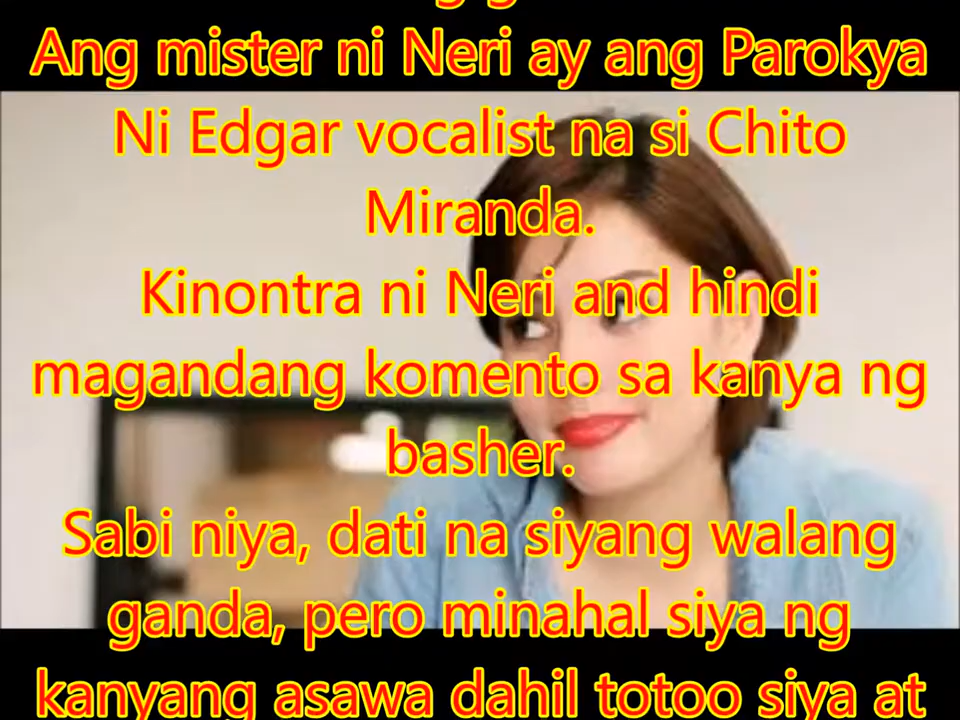 Ang mister ni Neri ay ang Parokya
Ni Edgar vocalist na si Chito
Miranda.
Kinontra ni Neri and hindi
magandang komento sa kanya ng
basher.
Sabi niya, dati na siyang walang
ganda, pero minahal siya ng
kanyang asawa dahil totoo siya at